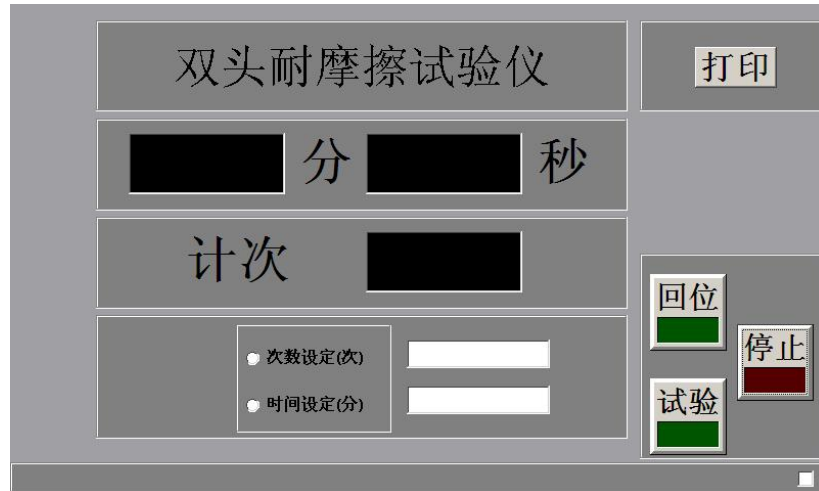 双头耐摩擦试验仪
打印
分 秒
计次
回位
停止
次数设定(次)
时间设定(分)
试验